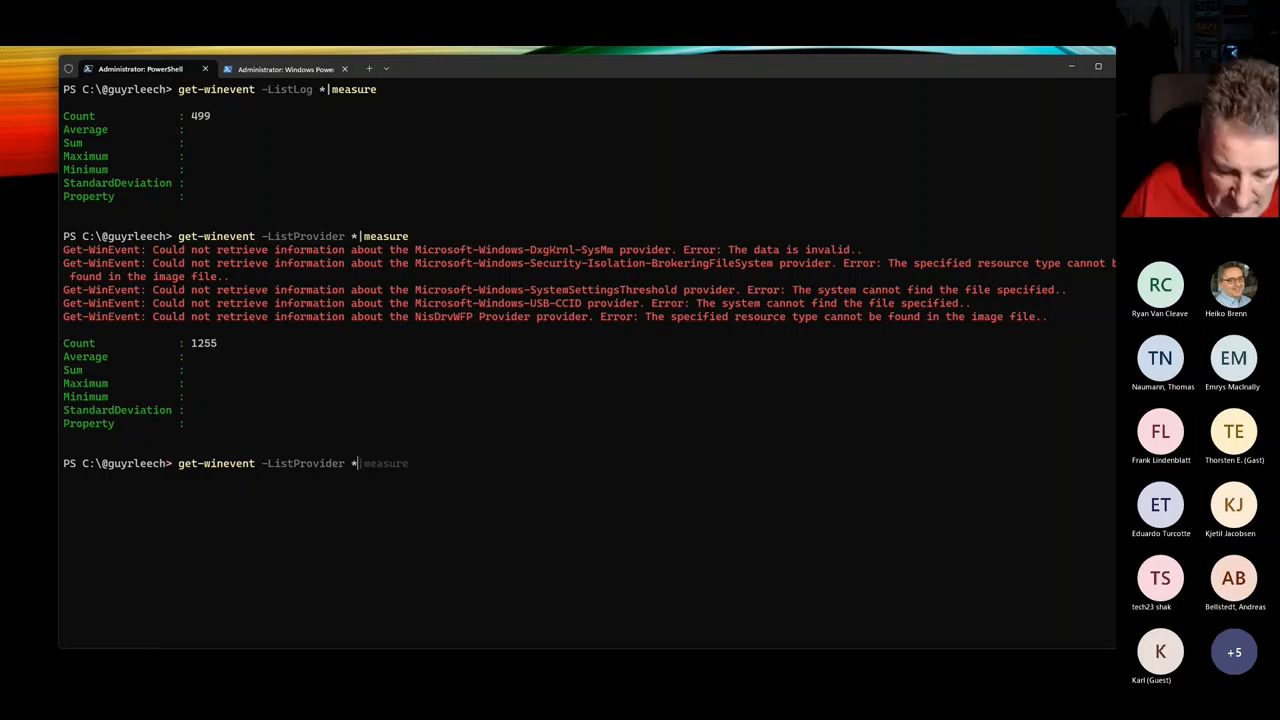 Administrator: PowerShell
Administrator: Windows Powe
PS C:\@guyrleech> get-winevent -ListLog *|measure
Count             : 499
Average           :
Sum               :
Maximum           :
Minimum           :
StandardDeviation :
Property          :
PS C:\@guyrleech> get-winevent -ListProvider *|measure
Get-WinEvent: Could not retrieve information about the Microsoft-Windows-DxgKrnl-SysMm provider. Error: The data is invalid..
Get-WinEvent: Could not retrieve information about the Microsoft-Windows-Security-Isolation-BrokeringFileSystem provider. Error: The specified resource type cannot b
found in the image file..
Get-WinEvent: Could not retrieve information about the Microsoft-Windows-SystemSettingsThreshold provider. Error: The system cannot find the file specified..
Get-WinEvent: Could not retrieve information about the Microsoft-Windows-USB-CCID provider. Error: The system cannot find the file specified..
Get-WinEvent: Could not retrieve information about the NisDrvWFP Provider provider. Error: The specified resource type cannot be found in the image file..
Count             : 1255
Average           :
Sum               :
Maximum           :
Minimum           :
StandardDeviation :
Property          :
PS C:\@guyrleech> get-winevent -ListProvider *|measure
RC
Ryan Van Cleave
Heiko Brenn
TN
Naumann, Thomas
EM
Emrys MacInally
FL
Frank Lindenblatt
TE
Thorsten E. (Gast)
ET
Eduardo Turcotte
KJ
Kjetil Jacobsen
TS
tech23 shak
AB
Bellstedt, Andreas
K
Karl (Guest)
+5